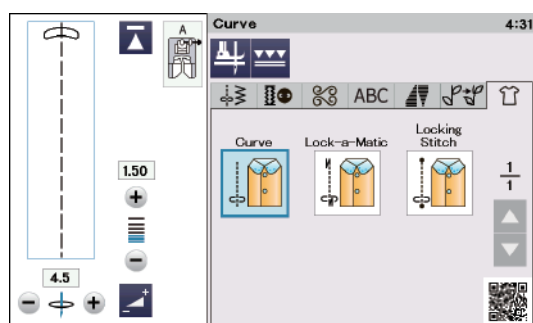 A
1.50
4.5
Curve 4:31
ABC
Curve
Lock-a-Matic
Locking
Stitch
1
1